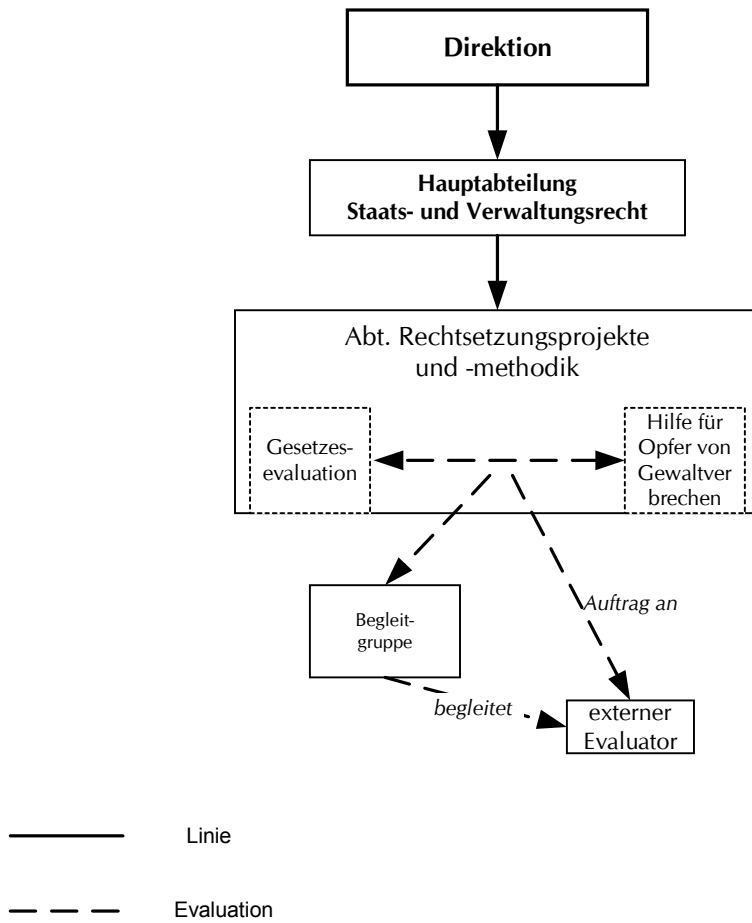 Direktion
Hauptabteilung
Staats- und Verwaltungsrecht
Abt. Rechtsetzungsprojekte
und -methodik
Gesetzes-
evaluation
Hilfe für
Opfer von
Gewaltver
brechen
Begleit-
gruppe
Auftrag an
begleitet
externer
Evaluator
Linie
Evaluation